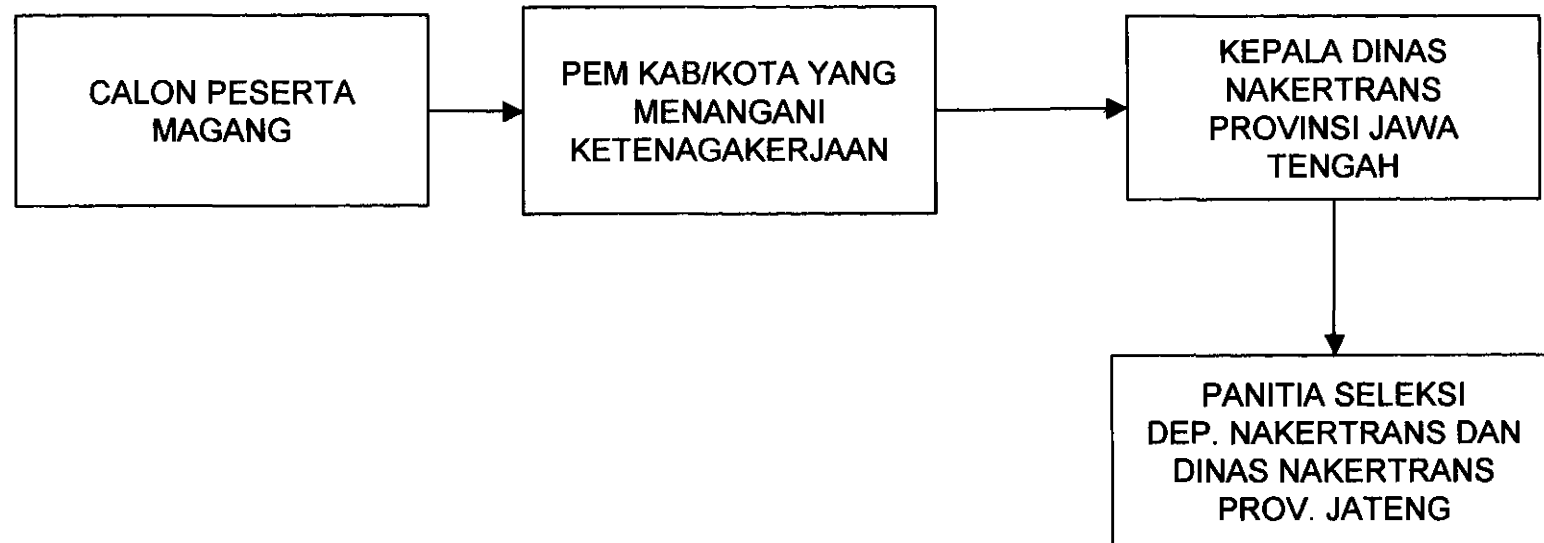 CALON PESERTA
MAGANG
PEM KAB/KOTA YANG
MENANGANI
KETENAGAKERJAAN
KEPALA DINAS
NAKERTRANS
PROVINSI JAWA
TENGAH
PANITIA SELEKSI
DEP. NAKERTRANS DAN
DINAS NAKERTRANS
PROV. JATENG